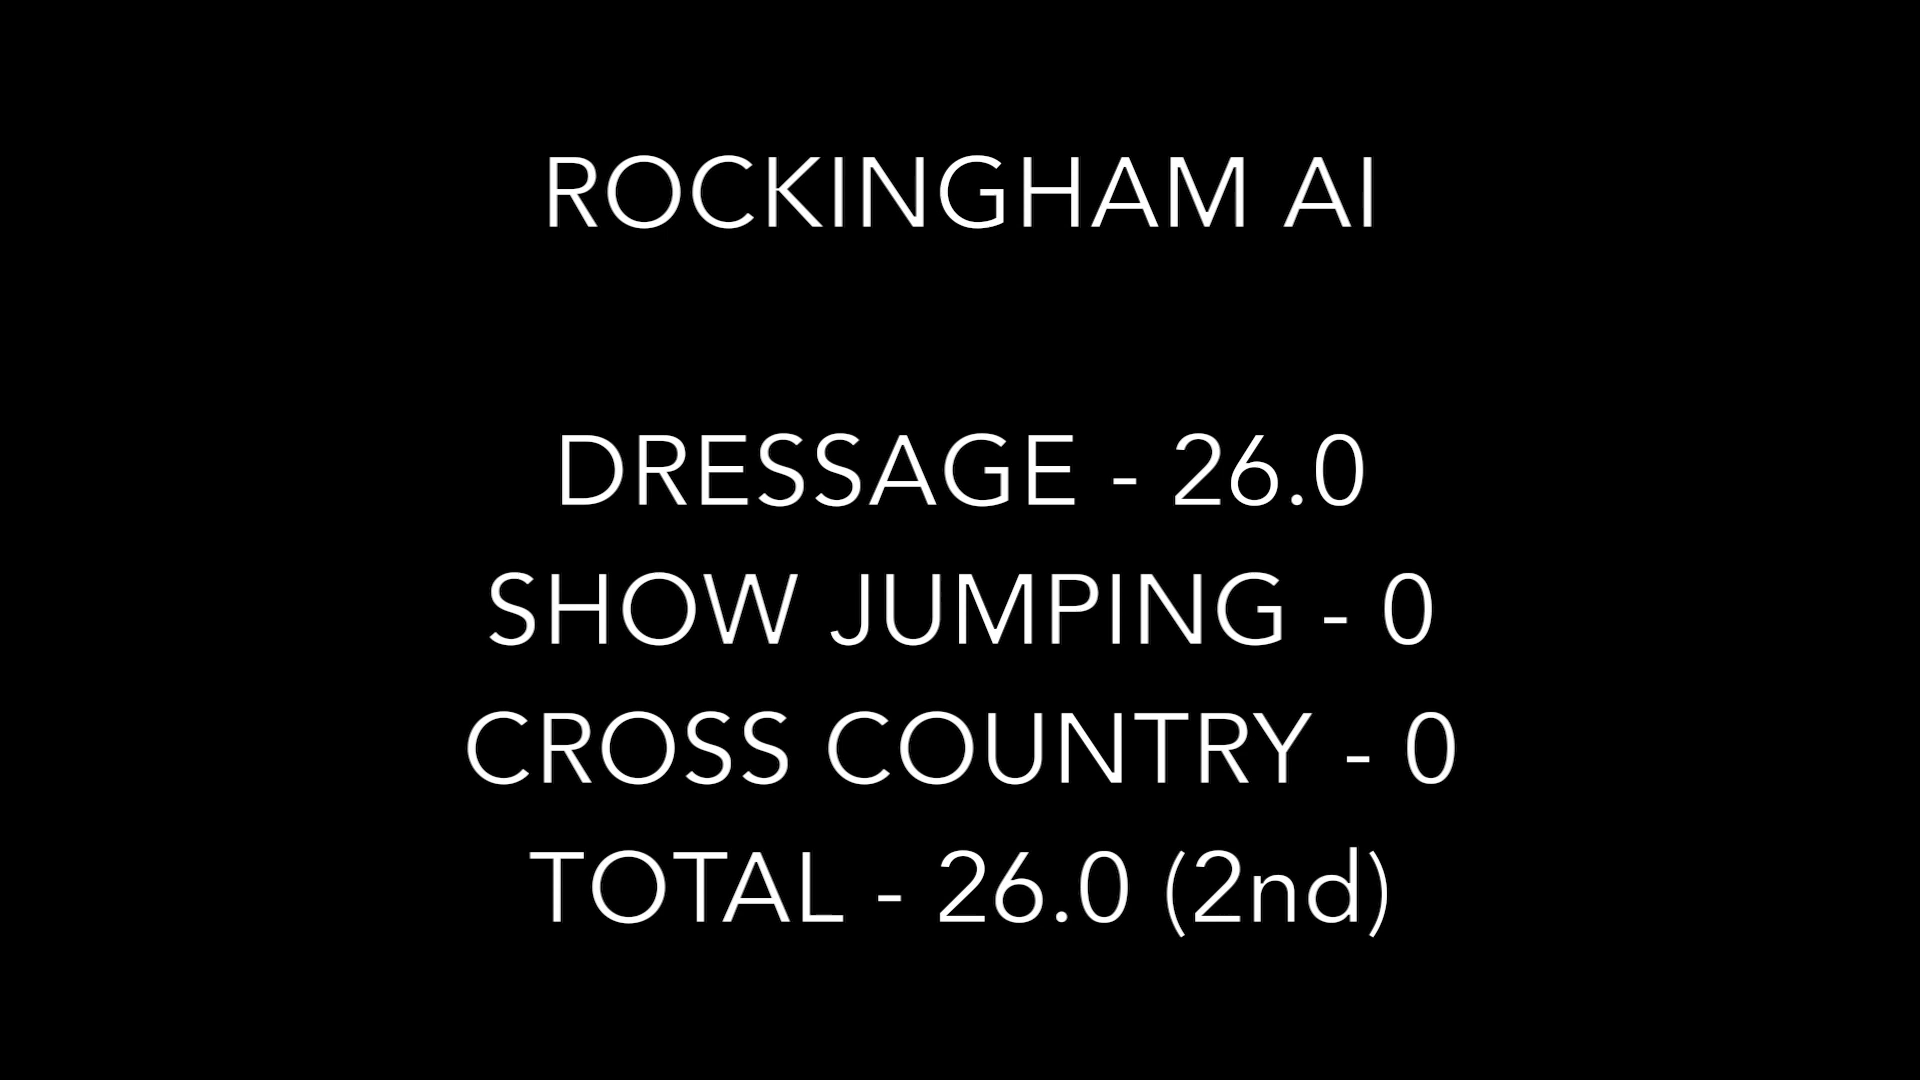 ROCKINGHAM AI
DRESSAGE - 26.0
SHOW JUMPING - 0
CROSS COUNTRY - 0
TOTAL - 26.0 (2nd)